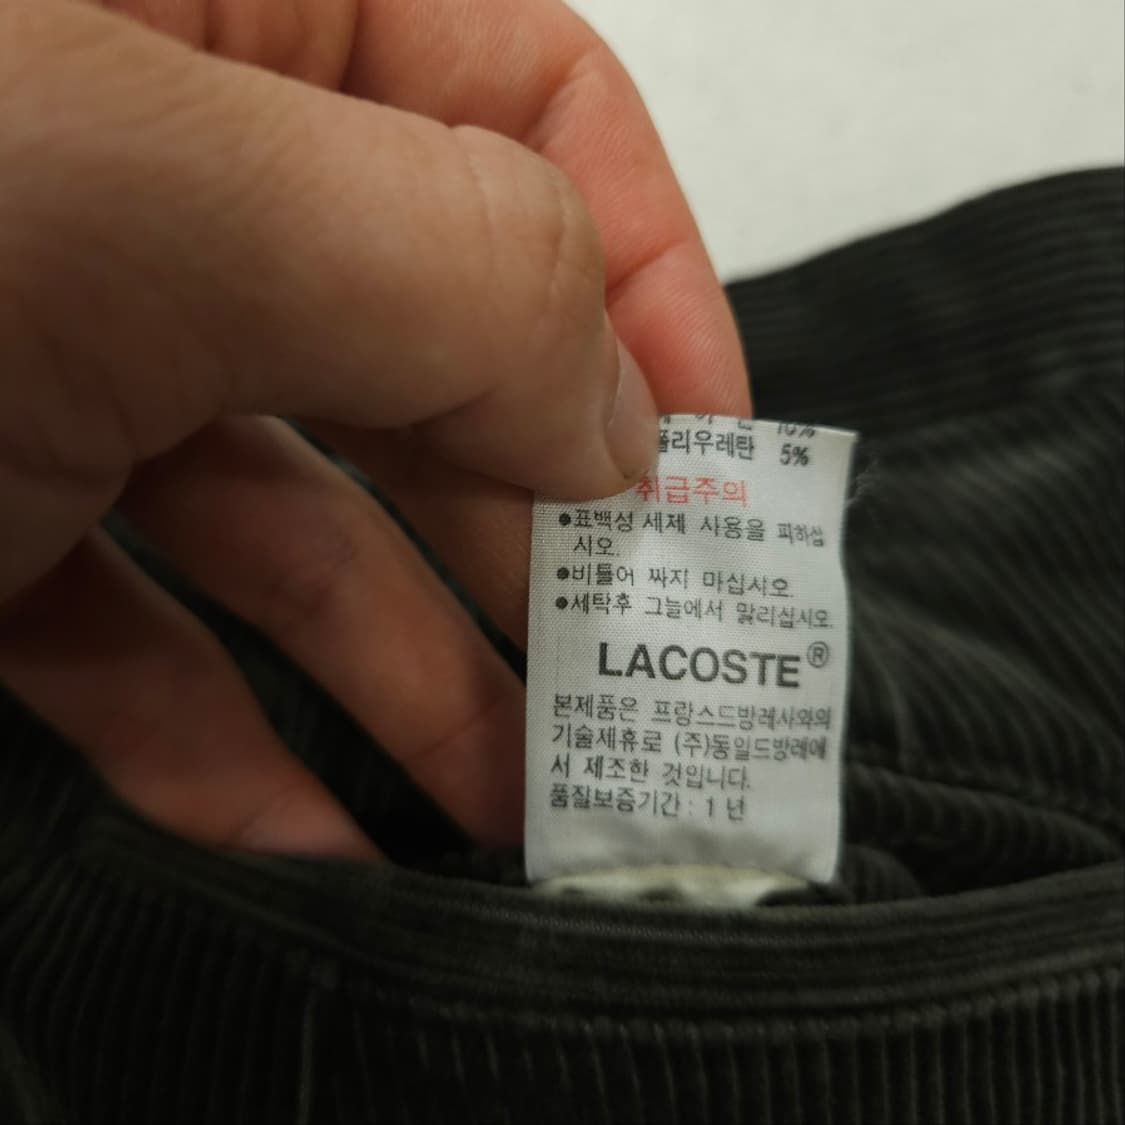 10%
폴리우레탄 5%
취급주의
●표백성 세제 사용을 피하십
시오.
●비틀어 짜지 마십시오.
●세탁후 그늘에서 말리십시오.
LACOSTE®
본제품은 프랑스드방레사와의
기술제휴로 (주)동일드방레에
서 제조한 것입니다.
품질보증기간 : 1 년